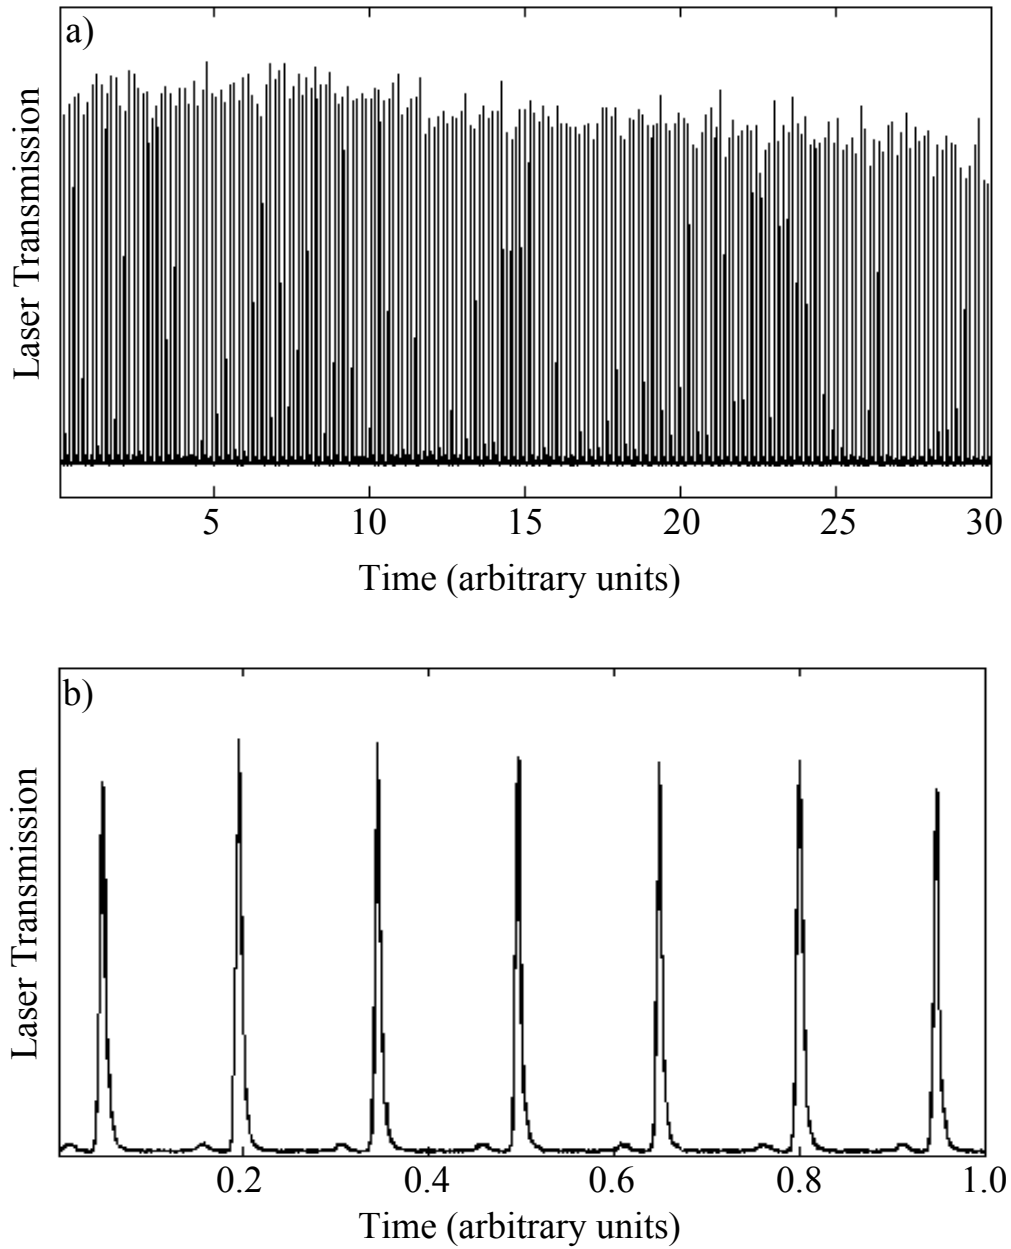 a)
Laser Transmission
5 10 15 20 25 30
Time (arbitrary units)
b)
Laser Transmission
0.2 0.4 0.6 0.8 1.0
Time (arbitrary units)